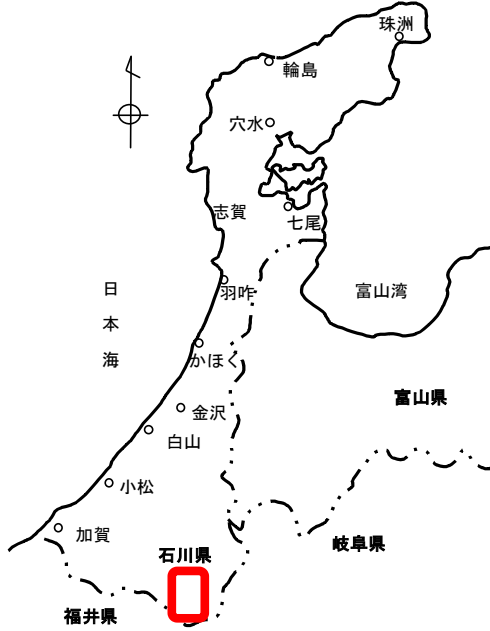 珠洲
輪島
穴水
志賀
七尾
羽咋
富山湾
日本海
かほく
富山県
金沢
白山
小松
加賀
岐阜県
石川県
福井県